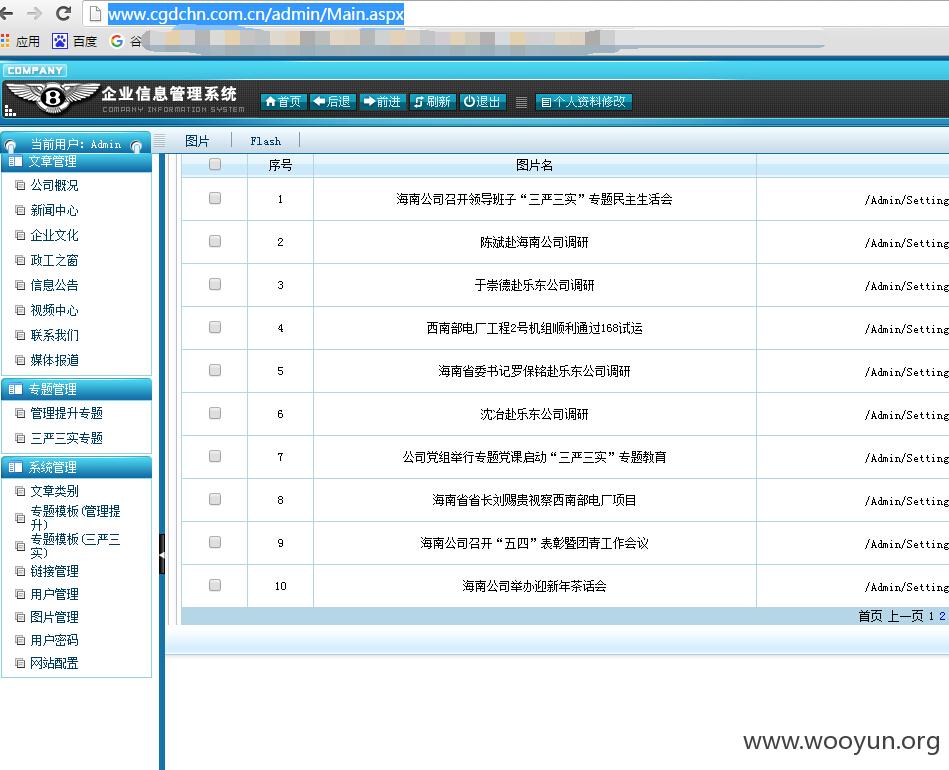 www.cgdchn.com.cn/admin/Main.aspx
应用 百度 谷
COMPANY
企业信息管理系统
COMPANY INFORMATION SYSTEM
首页 后退 前进 刷新 退出 个人资料修改
当前用户: Admin
文章管理
公司概况
新闻中心
企业文化
政工之窗
信息公告
视频中心
联系我们
媒体报道
专题管理
管理提升专题
三严三实专题
系统管理
文章类别
专题模板(管理提
升)
专题模板(三严三
实)
链接管理
用户管理
图片管理
用户密码
网站配置
图片 Flash
序号 图片名
1 海南公司召开领导班子“三严三实”专题民主生活会 /Admin/Setting
2 陈斌赴海南公司调研 /Admin/Setting
3 于崇德赴乐东公司调研 /Admin/Setting
4 西南部电厂工程2号机组顺利通过168试运 /Admin/Setting
5 海南省委书记罗保铭赴乐东公司调研 /Admin/Setting
6 沈冶赴乐东公司调研 /Admin/Setting
7 公司党组举行专题党课启动“三严三实”专题教育 /Admin/Setting
8 海南省省长刘赐贵视察西南部电厂项目 /Admin/Setting
9 海南公司召开“五四”表彰暨团青工作会议 /Admin/Setting
10 海南公司举办迎新年茶话会 /Admin/Setting
首页 上一页 1 2
www.wooyun.org